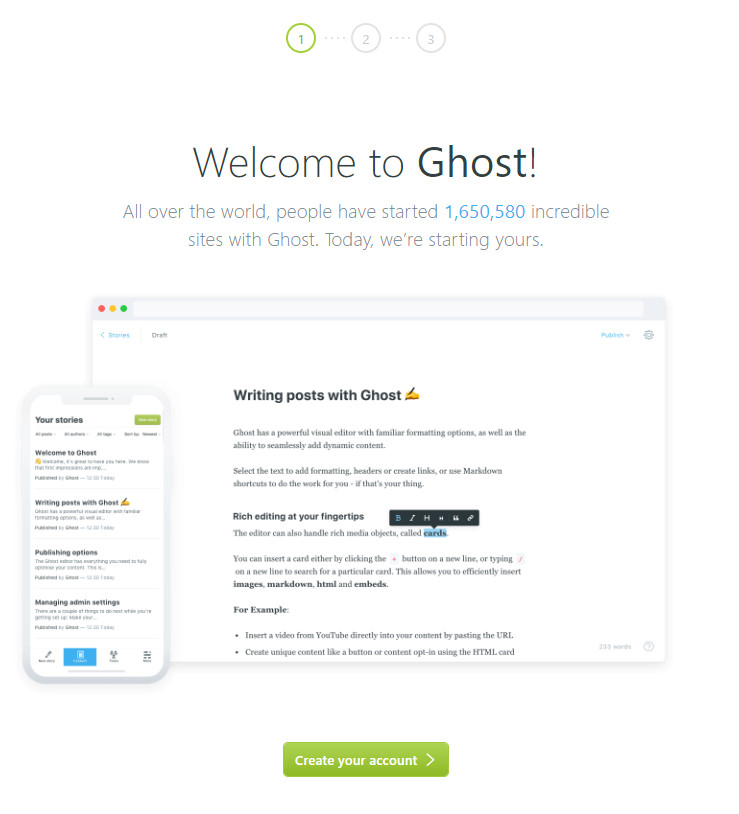 1
2
3
Welcome to Ghost!
All over the world, people have started 1,650,580 incredible
sites with Ghost. Today, we’re starting yours.
Stories
Draft
Publish
Writing posts with Ghost ✍️
Ghost has a powerful visual editor with familiar formatting options, as well as the
ability to seamlessly add dynamic content.
Select the text to add formatting, headers or create links, or use Markdown
shortcuts to do the work for you - if that's your thing.
Rich editing at your fingertips
B I H H
The editor can also handle rich media objects, called cards.
You can insert a card either by clicking the + button on a new line, or typing /
on a new line to search for a particular card. This allows you to efficiently insert
images, markdown, html and embeds.
For Example:
• Insert a video from YouTube directly into your content by pasting the URL
• Create unique content like a button or content opt-in using the HTML card
233 words
?
Your stories
New story
All posts
All authors
All tags
Sort by: Newest
Welcome to Ghost
👋 Welcome, it's great to have you here. We know
that first impressions are imp...
Published by Ghost — 12:20 Today
Writing posts with Ghost ✍️
Ghost has a powerful visual editor with familiar
formatting options, as well as...
Published by Ghost — 12:20 Today
Publishing options
The Ghost editor has everything you need to fully
optimise your content. This is...
Published by Ghost — 12:20 Today
Managing admin settings
There are a couple of things to do next while you're
getting set up: Make your...
Published by Ghost — 12:20 Today
New story
Content
More
Create your account